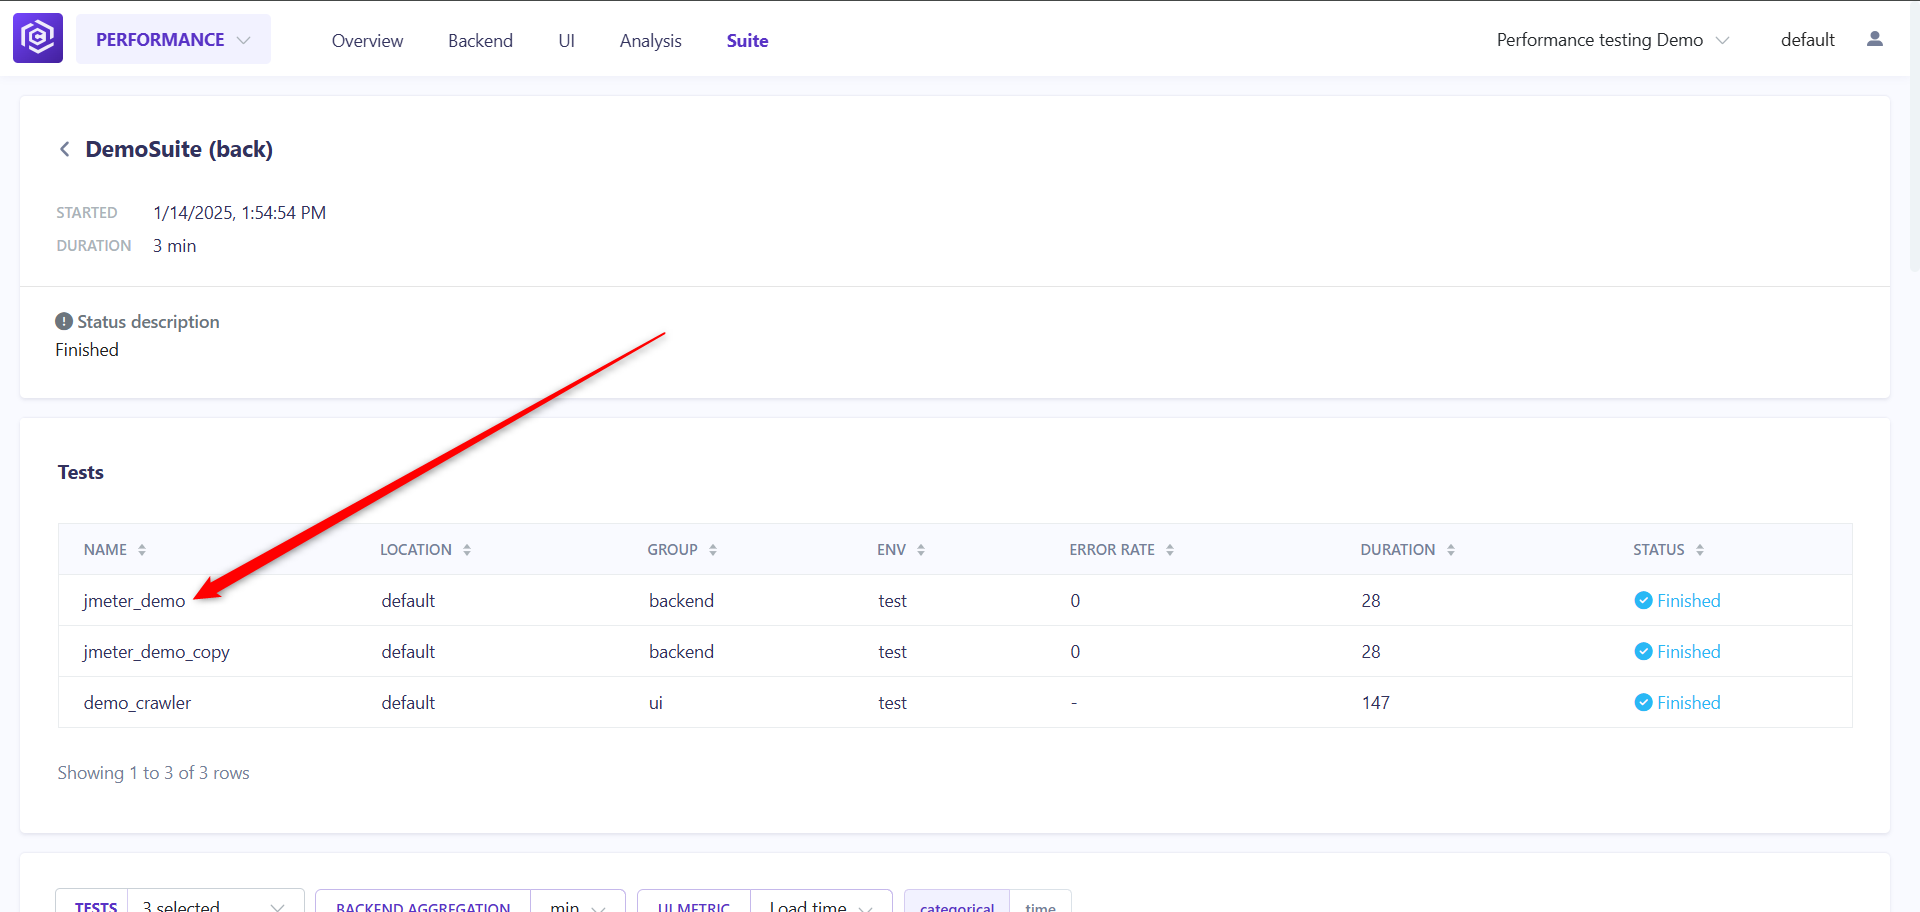 PERFORMANCE Overview Backend UI Analysis Suite Performance testing Demo default
DemoSuite (back)
STARTED 1/14/2025, 1:54:54 PM
DURATION 3 min
Status description
Finished
Tests
NAME LOCATION GROUP ENV ERROR RATE DURATION STATUS
jmeter_demo default backend test 0 28 Finished
jmeter_demo_copy default backend test 0 28 Finished
demo_crawler default ui test - 147 Finished
Showing 1 to 3 of 3 rows
TESTS 3 selected BACKEND AGGREGATION min UI METRIC Load time categorical time